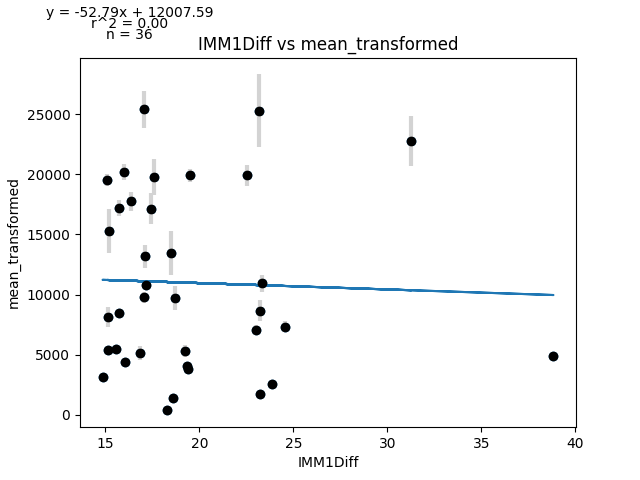 y = -52.79x + 12007.59
r^2 = 0.00
n = 36
IMM1Diff vs mean_transformed
25000
20000
15000
10000
5000
0
mean_transformed
15 20 25 30 35 40
IMM1Diff